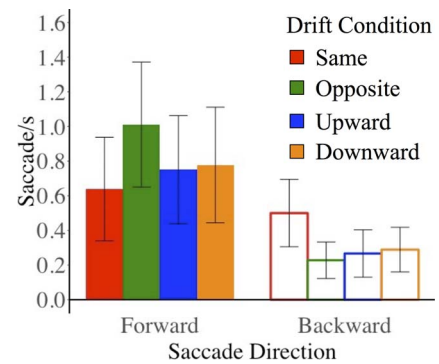 Drift Condition
Same
Opposite
Upward
Downward
Saccade/s
1.6
1.4
1.2
1.0
0.8
0.6
0.4
0.2
0.0
Forward Backward
Saccade Direction